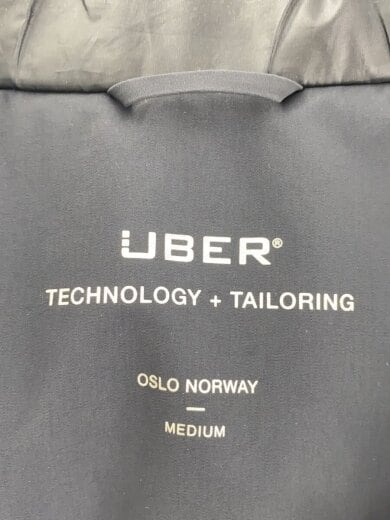 UBER®
TECHNOLOGY + TAILORING
OSLO NORWAY
—
MEDIUM